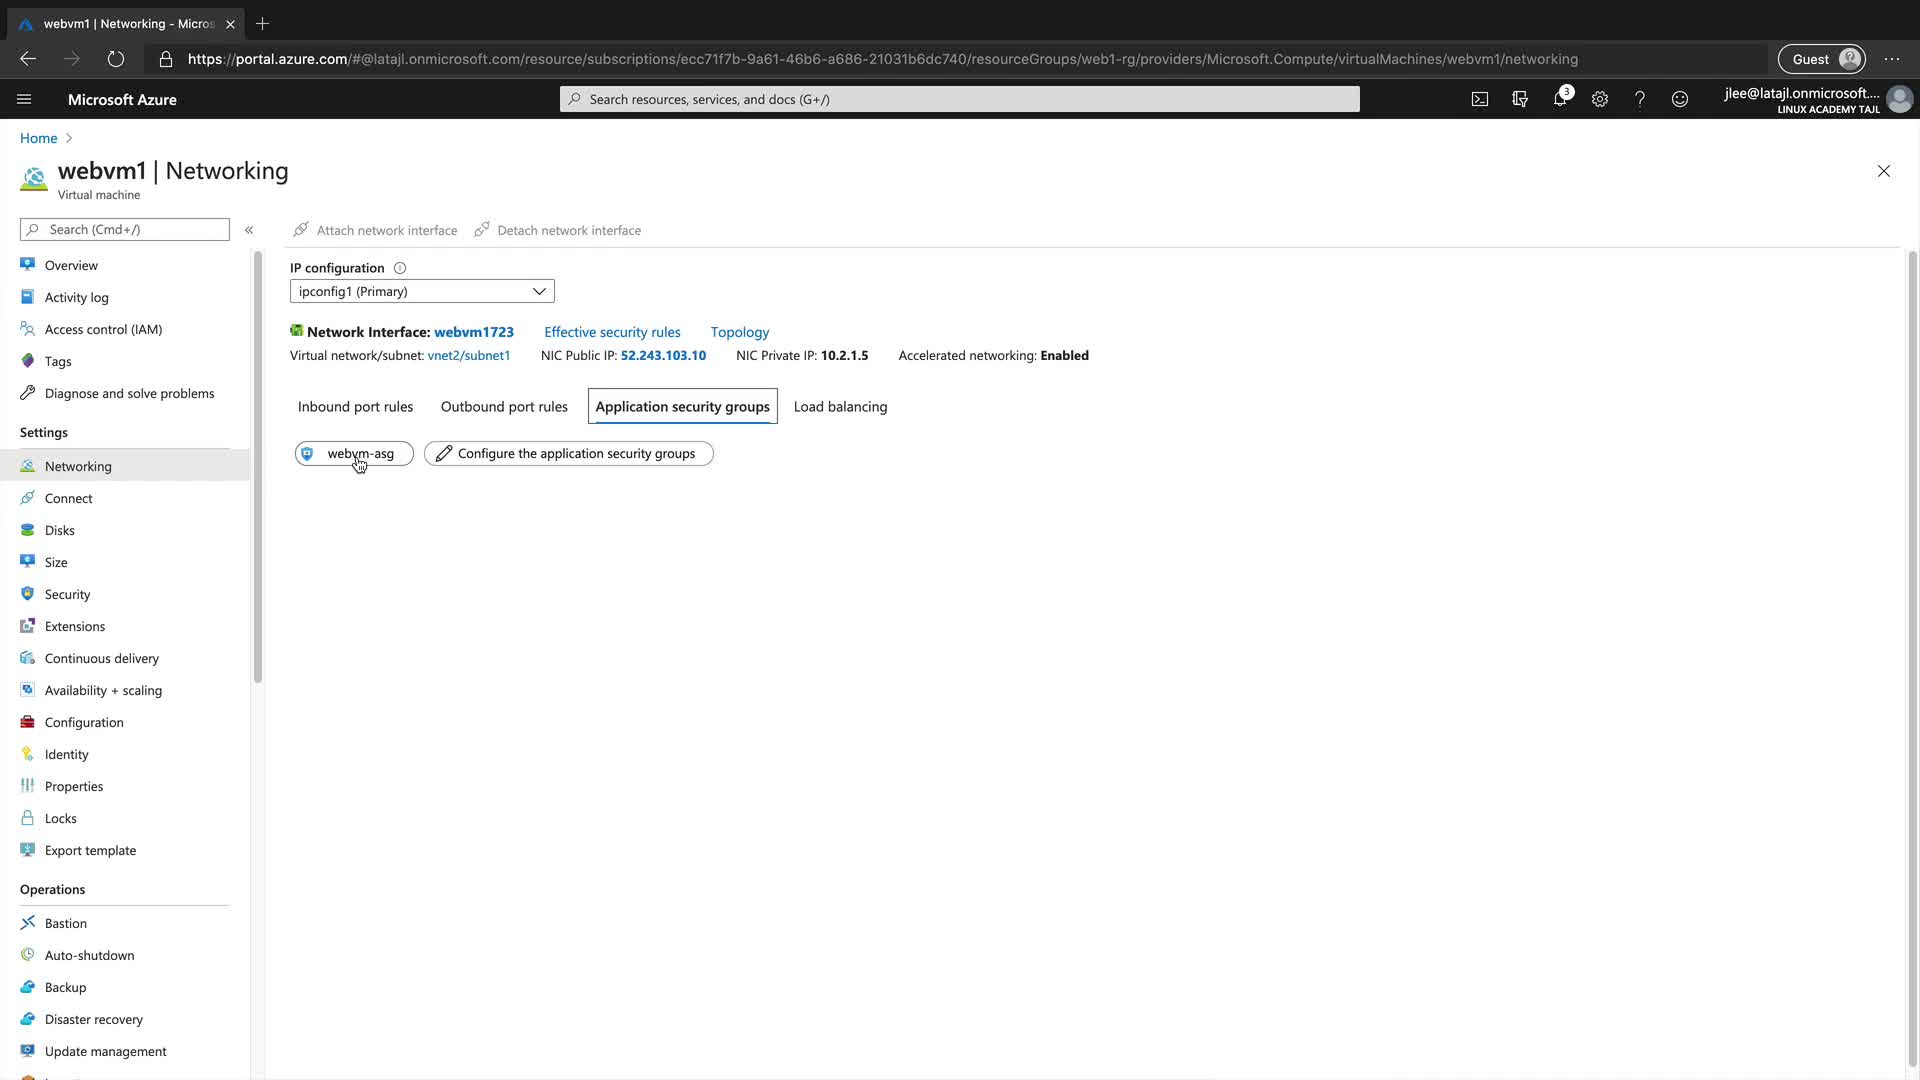 webvm1 | Networking - Micros
https://portal.azure.com/#@latajl.onmicrosoft.com/resource/subscriptions/ecc71f7b-9a61-46b6-a686-21031b6dc740/resourceGroups/web1-rg/providers/Microsoft.Compute/virtualMachines/webvm1/networking
Guest
Microsoft Azure
Search resources, services, and docs (G+/)
3
jlee@latajl.onmicrosoft....
LINUX ACADEMY TAJL
Home
webvm1 | Networking
Virtual machine
Search (Cmd+/)
Attach network interface
Detach network interface
Overview
Activity log
Access control (IAM)
Tags
Diagnose and solve problems
Settings
Networking
Connect
Disks
Size
Security
Extensions
Continuous delivery
Availability + scaling
Configuration
Identity
Properties
Locks
Export template
Operations
Bastion
Auto-shutdown
Backup
Disaster recovery
Update management
IP configuration
ipconfig1 (Primary)
Network Interface: webvm1723 Effective security rules Topology
Virtual network/subnet: vnet2/subnet1 NIC Public IP: 52.243.103.10 NIC Private IP: 10.2.1.5 Accelerated networking: Enabled
Inbound port rules Outbound port rules Application security groups Load balancing
webvm-asg Configure the application security groups